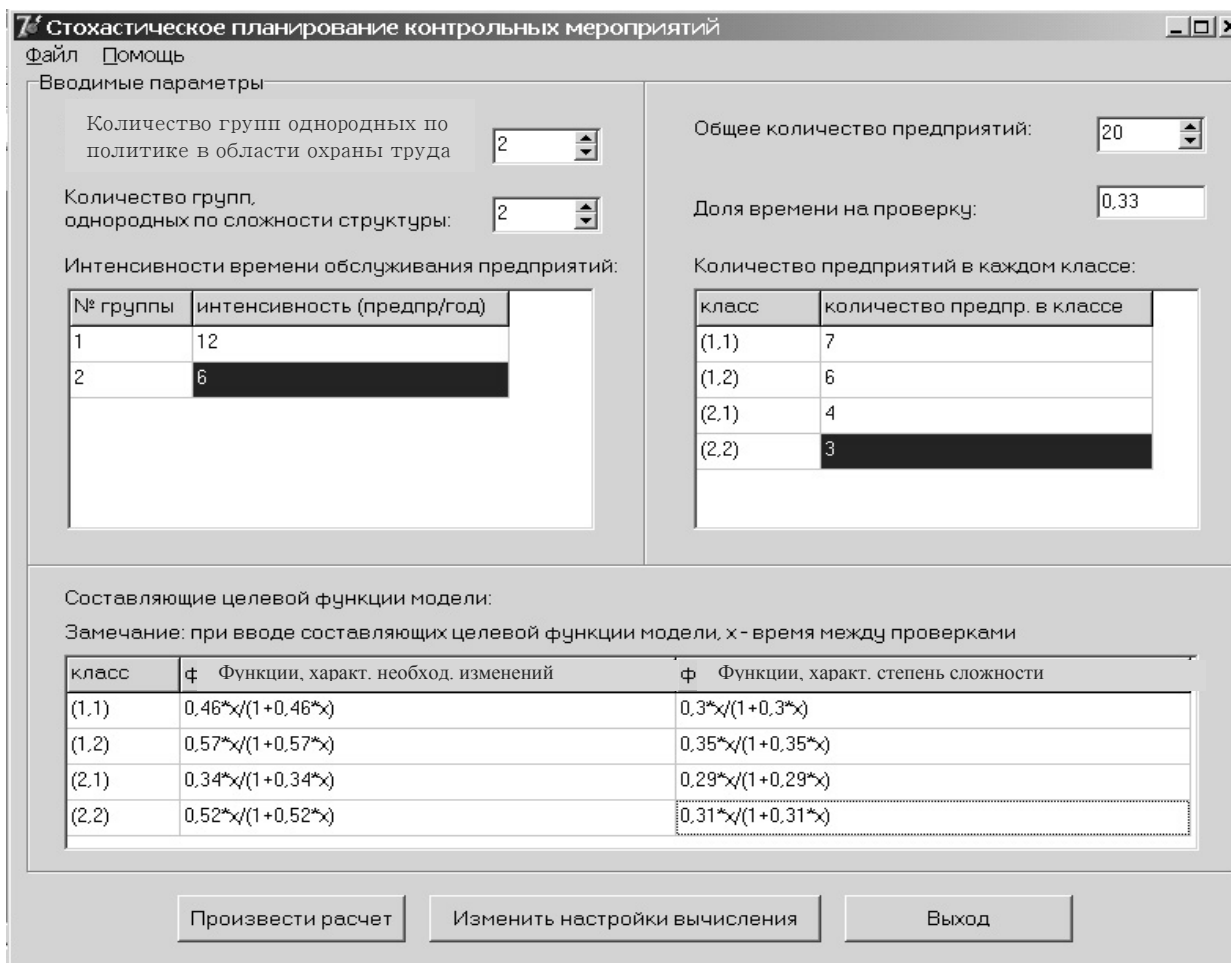 Стохастическое планирование контрольных мероприятий
Файл Помощь
Вводимые параметры
Количество групп однородных по
политике в области охраны труда
2
Количество групп,
однородных по сложности структуры:
2
Интенсивности времени обслуживания предприятий:
№ группы интенсивность (предпр/год)
1 12
2 6
Общее количество предприятий:
20
Доля времени на проверку:
0,33
Количество предприятий в каждом классе:
класс количество предпр. в классе
(1,1) 7
(1,2) 6
(2,1) 4
(2,2) 3
Составляющие целевой функции модели:
Замечание: при вводе составляющих целевой функции модели, x - время между проверками
класс ф Функции, характ. необход. изменений ф Функции, характ. степень сложности
(1,1) 0,46*x/(1+0,46*x) 0,3*x/(1+0,3*x)
(1,2) 0,57*x/(1+0,57*x) 0,35*x/(1+0,35*x)
(2,1) 0,34*x/(1+0,34*x) 0,29*x/(1+0,29*x)
(2,2) 0,52*x/(1+0,52*x) 0,31*x/(1+0,31*x)
Произвести расчет Изменить настройки вычисления Выход